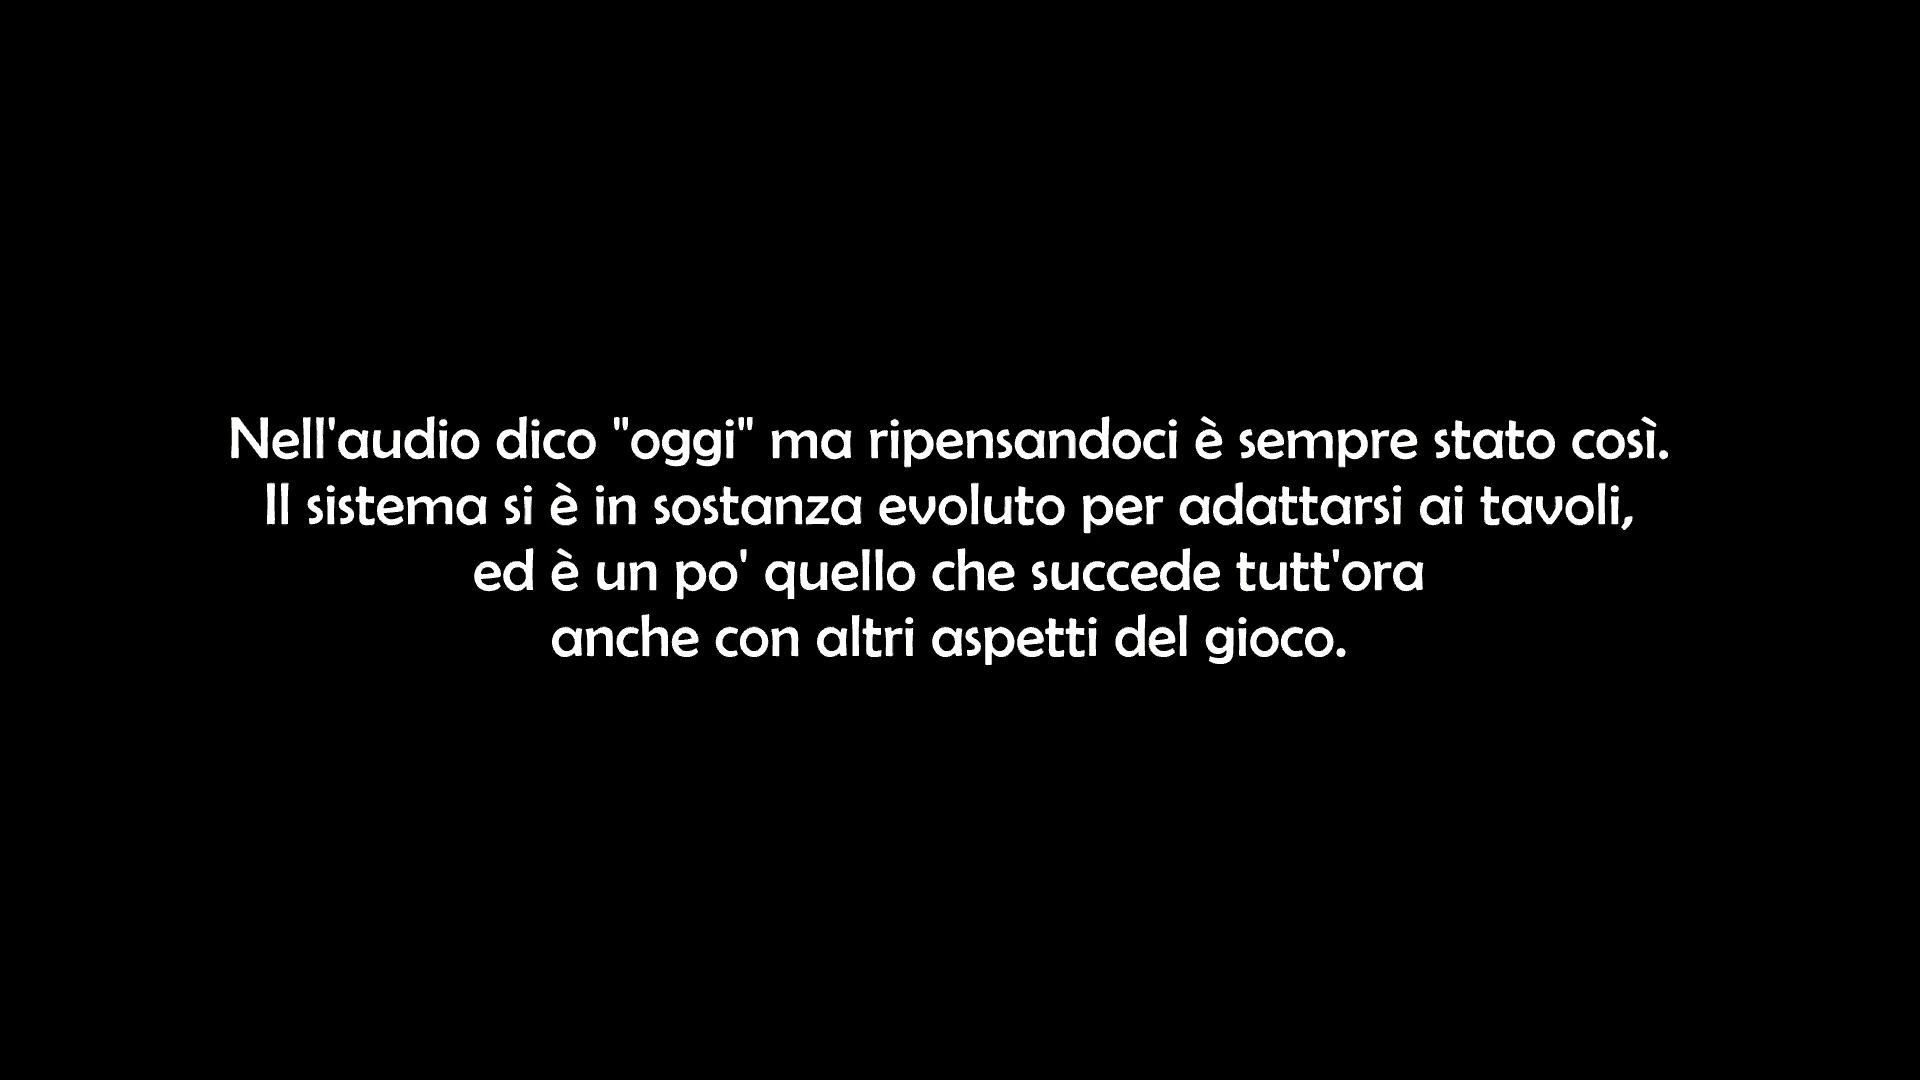 Nell'audio dico "oggi" ma ripensandoci è sempre stato così.
Il sistema si è in sostanza evoluto per adattarsi ai tavoli,
ed è un po' quello che succede tutt'ora
anche con altri aspetti del gioco.